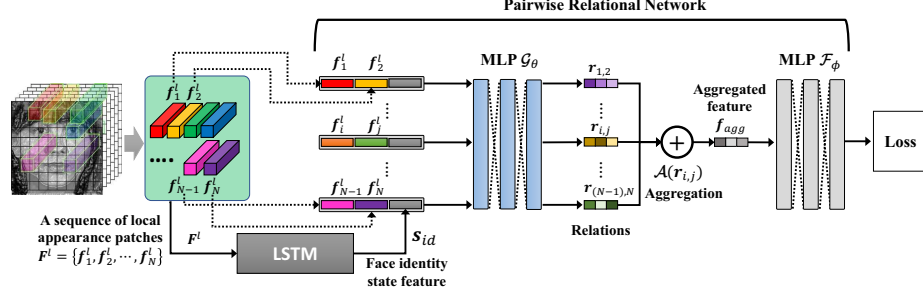 Pairwise Relational Network
f_1^l f_2^l
f_1^l f_2^l
MLP G_θ
r_{1,2}
MLP F_ϕ
Aggregated
feature
f_{agg}
f_i^l f_j^l
r_{i,j}
+
Loss
....
A(r_{i,j})
Aggregation
f_{N-1}^l f_N^l
f_{N-1}^l f_N^l
r_{(N-1),N}
Relations
A sequence of local
appearance patches
F^l = {f_1^l, f_2^l, ⋯, f_N^l}
F^l
LSTM
s_{id}
Face identity
state feature